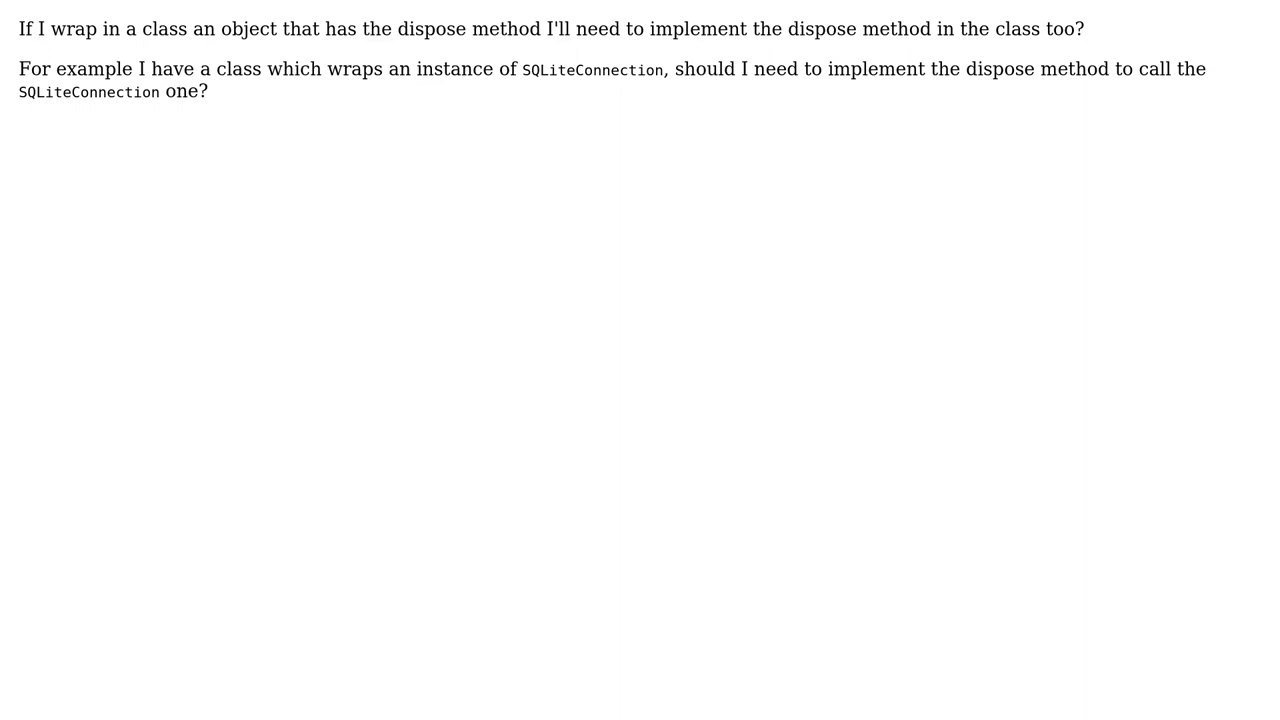 If I wrap in a class an object that has the dispose method I'll need to implement the dispose method in the class too?
For example I have a class which wraps an instance of SQLiteConnection, should I need to implement the dispose method to call the
SQLiteConnection one?